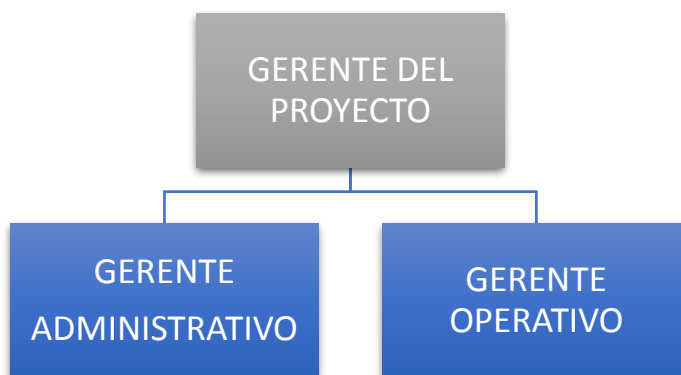 GERENTE DEL
PROYECTO
GERENTE
ADMINISTRATIVO
GERENTE
OPERATIVO